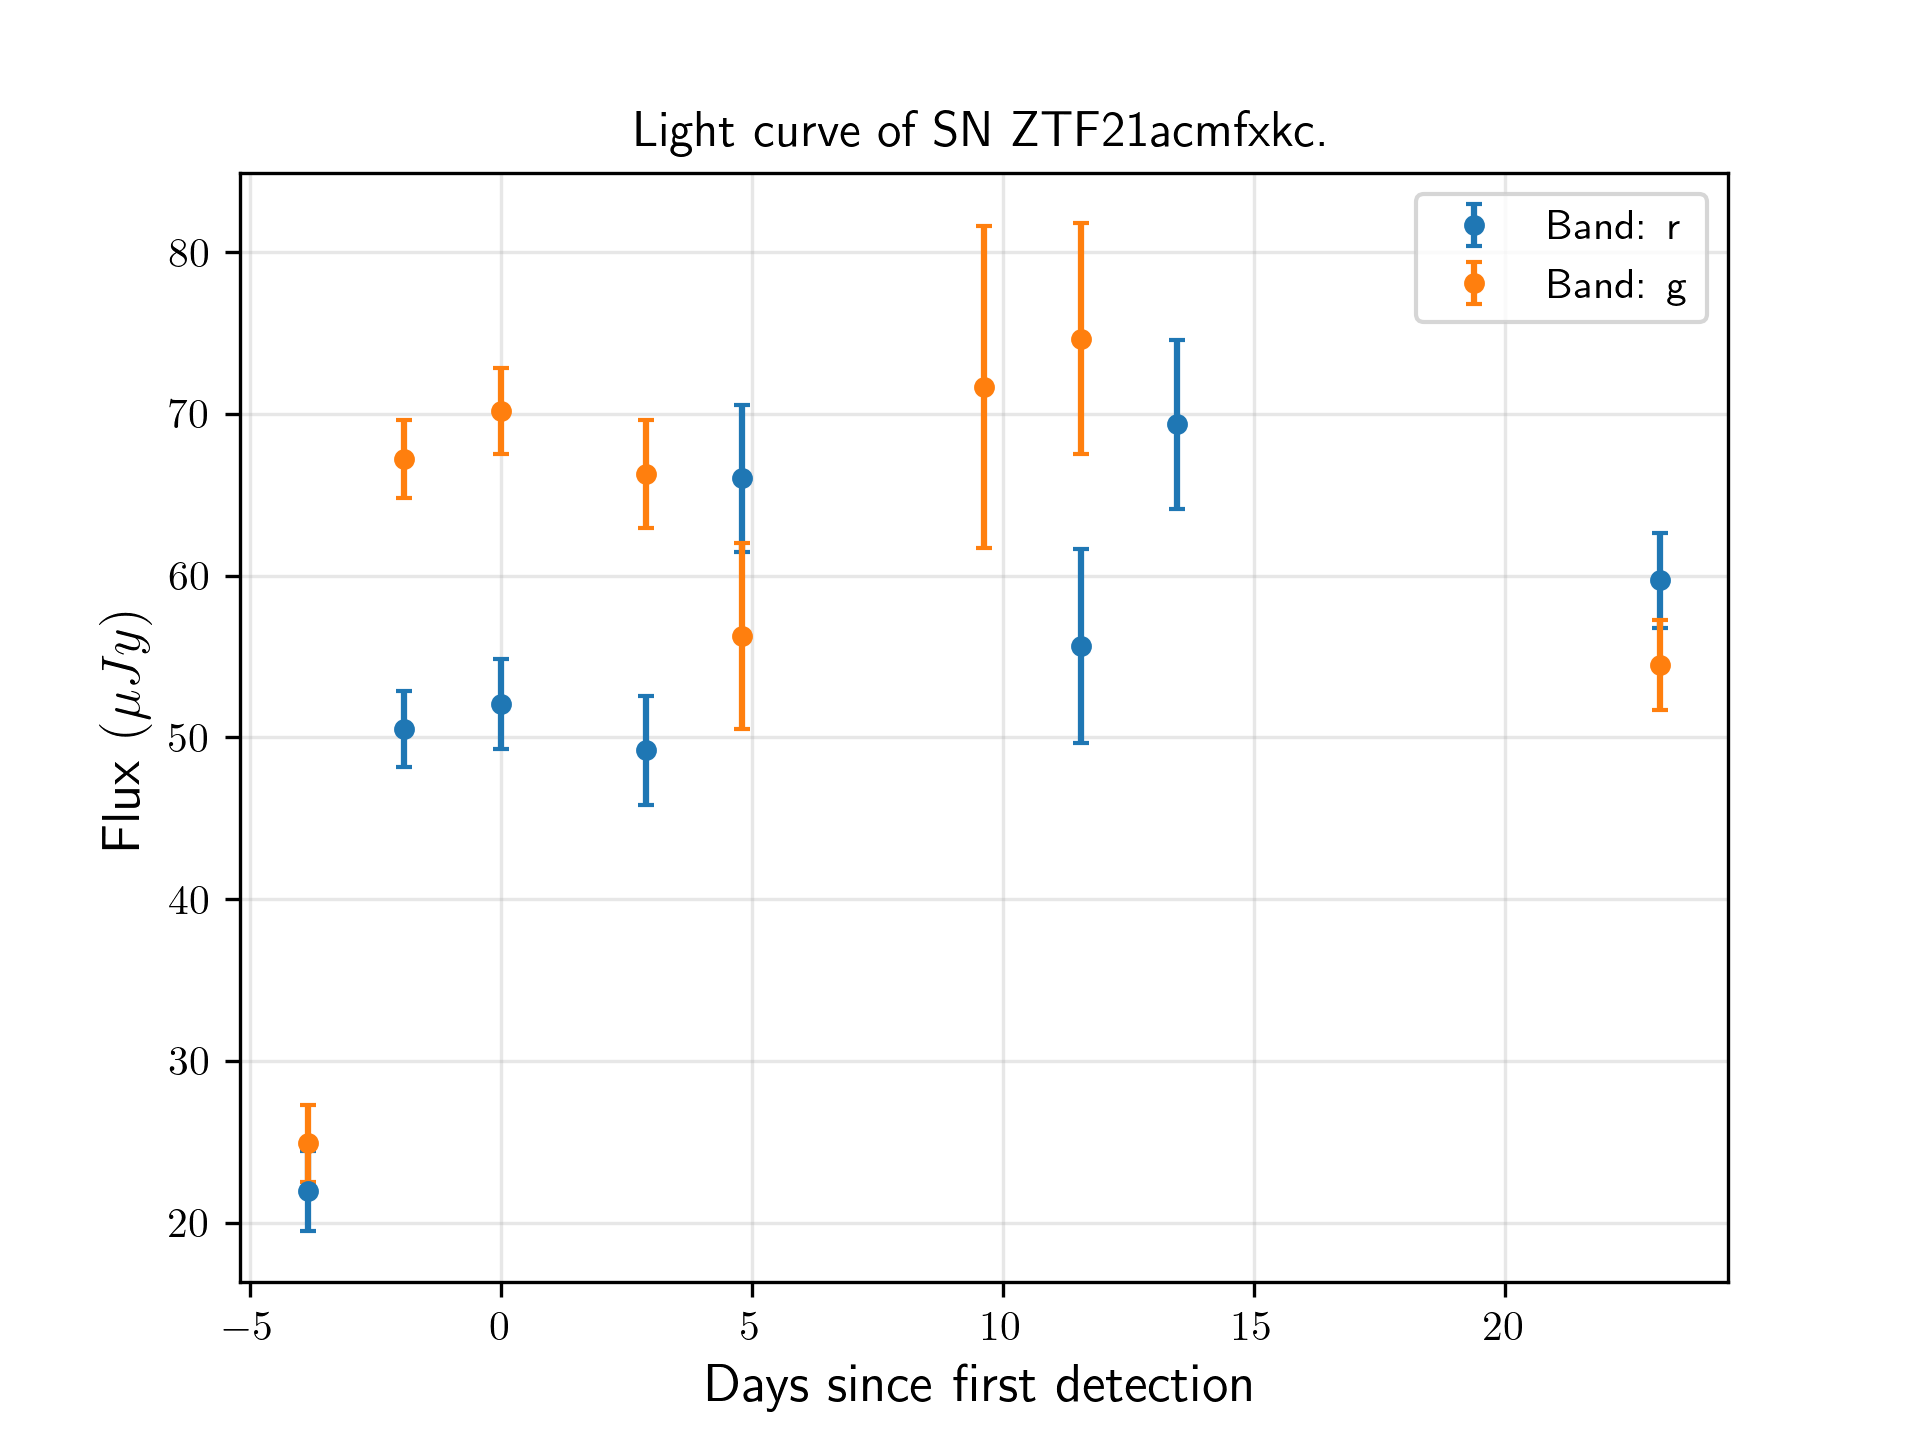 Light curve of SN ZTF21acmfxkc.
Band: r
Band: g
80
70
60
50
40
30
20
Flux (μJy)
−5 0 5 10 15 20
Days since first detection